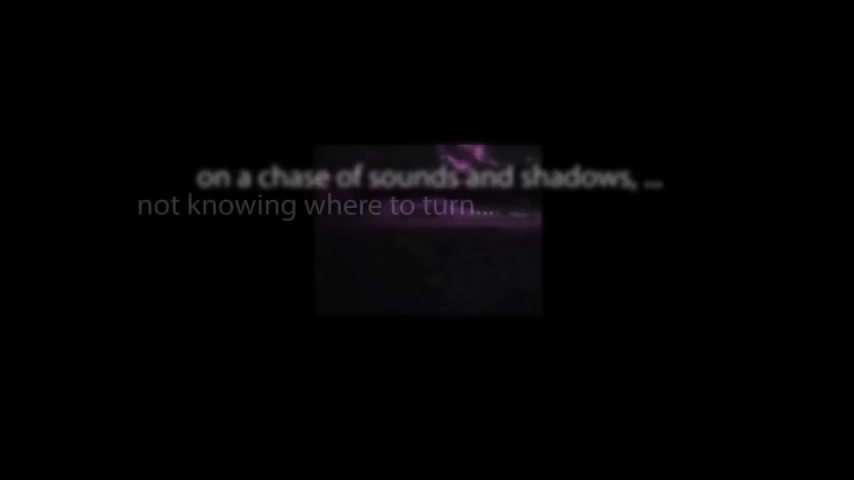 on a chase of sounds and shadows, ...
not knowing where to turn...